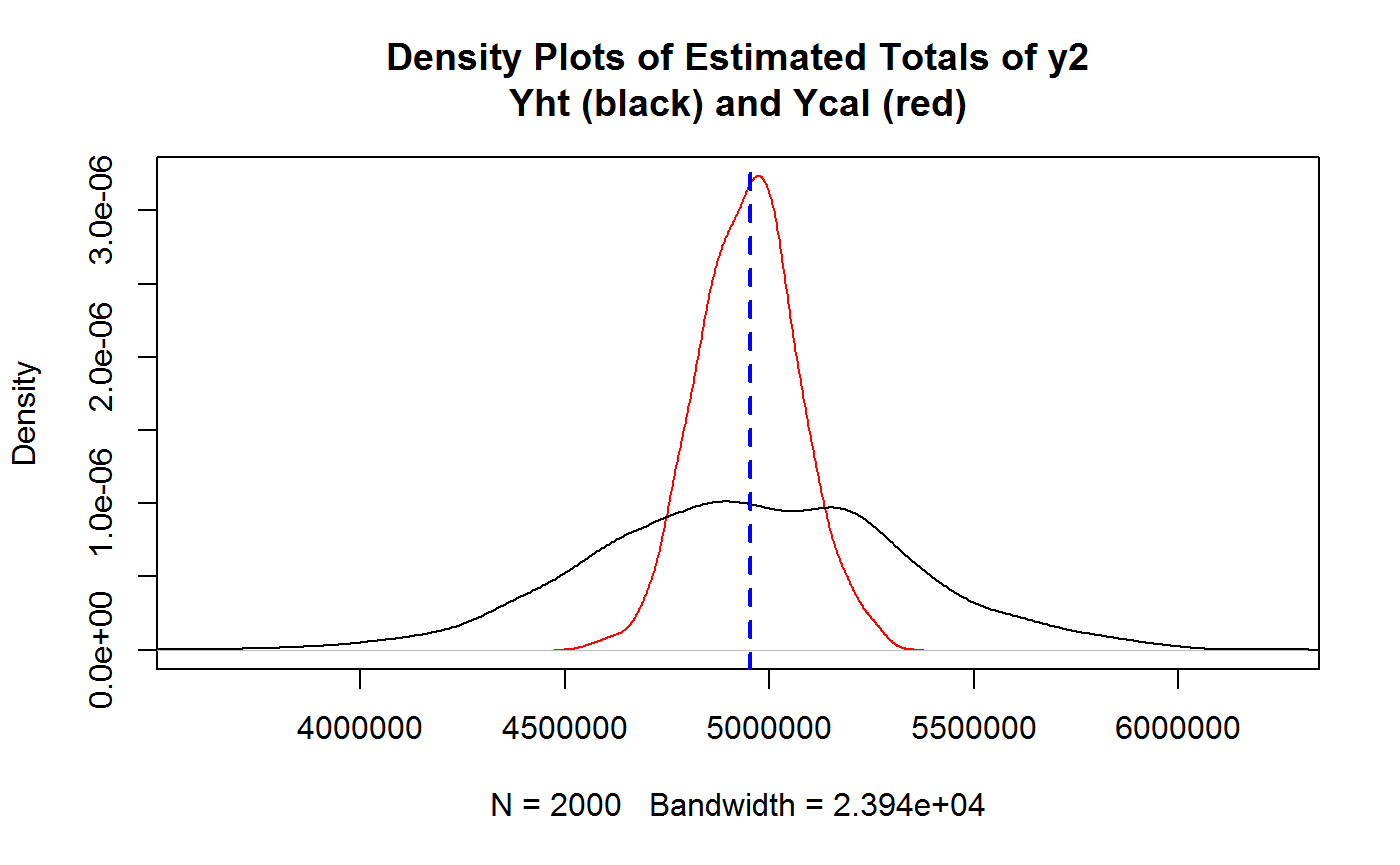 Density Plots of Estimated Totals of y2
Yht (black) and Ycal (red)
Density
3.0e-06
2.0e-06
1.0e-06
0.0e+00
4000000 4500000 5000000 5500000 6000000
N = 2000 Bandwidth = 2.394e+04